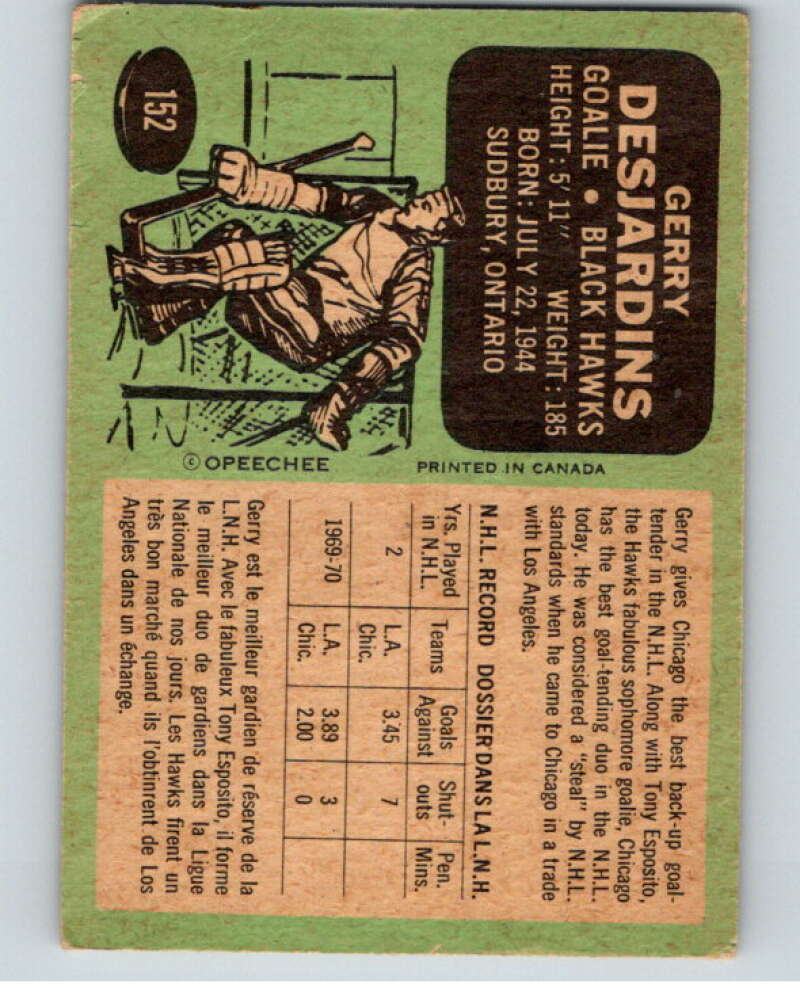 152
GERRY
DESJARDINS
GOALIE • BLACK HAWKS
HEIGHT: 5' 11" WEIGHT: 185
BORN: JULY 22, 1944
SUDBURY, ONTARIO
© OPEECHEE
PRINTED IN CANADA
Gerry gives Chicago the best back-up goal-
tender in the N.H.L. Along with Tony Esposito,
the Hawks fabulous sophomore goalie, Chicago
has the best goal-tending duo in the N.H.L.
today. He was considered a "steal" by N.H.L.
standards when he came to Chicago in a trade
with Los Angeles.
N.H.L. RECORD DOSSIER DANS LA L.N.H.
Yrs. Played Teams Goals Shut- Pen.
in N.H.L. Against outs Mins.
2 L.A. 3.45 7
Chic.
1969-70 L.A. 3.89 3
Chic. 2.00 0
Gerry est le meilleur gardien de réserve de la
L.N.H. Avec le fabuleux Tony Esposito, il forme
le meilleur duo de gardiens dans la Ligue
Nationale de nos jours. Les Hawks firent un
très bon marché quand ils l'obtinrent de Los
Angeles dans un échange.